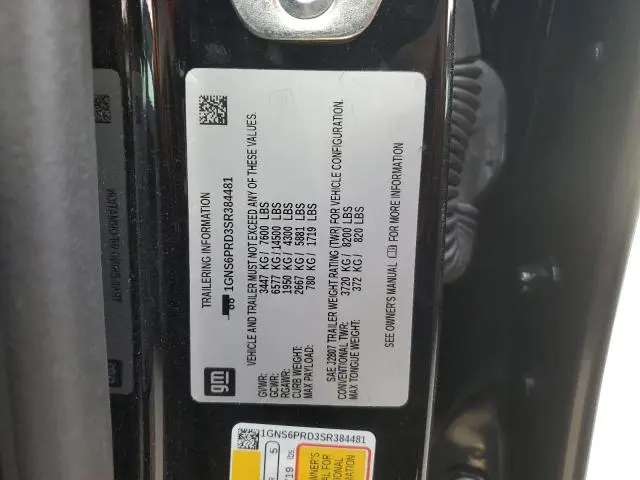 TRAILERING INFORMATION
1GNS6PRD3SR384481
VEHICLE AND TRAILER MUST NOT EXCEED ANY OF THESE VALUES.
GVWR: 3447 KG / 7600 LBS
GCWR: 6577 KG / 14500 LBS
RGAWR: 1950 KG / 4300 LBS
CURB WEIGHT: 2667 KG / 5881 LBS
MAX PAYLOAD: 780 KG / 1719 LBS
SAE J2807 TRAILER WEIGHT RATING (TWR) FOR VEHICLE CONFIGURATION.
CONVENTIONAL TWR: 3720 KG / 8200 LBS
MAX TONGUE WEIGHT: 372 KG / 820 LBS
SEE OWNER'S MANUAL FOR MORE INFORMATION
gm
1GNS6PRD3SR384481
5